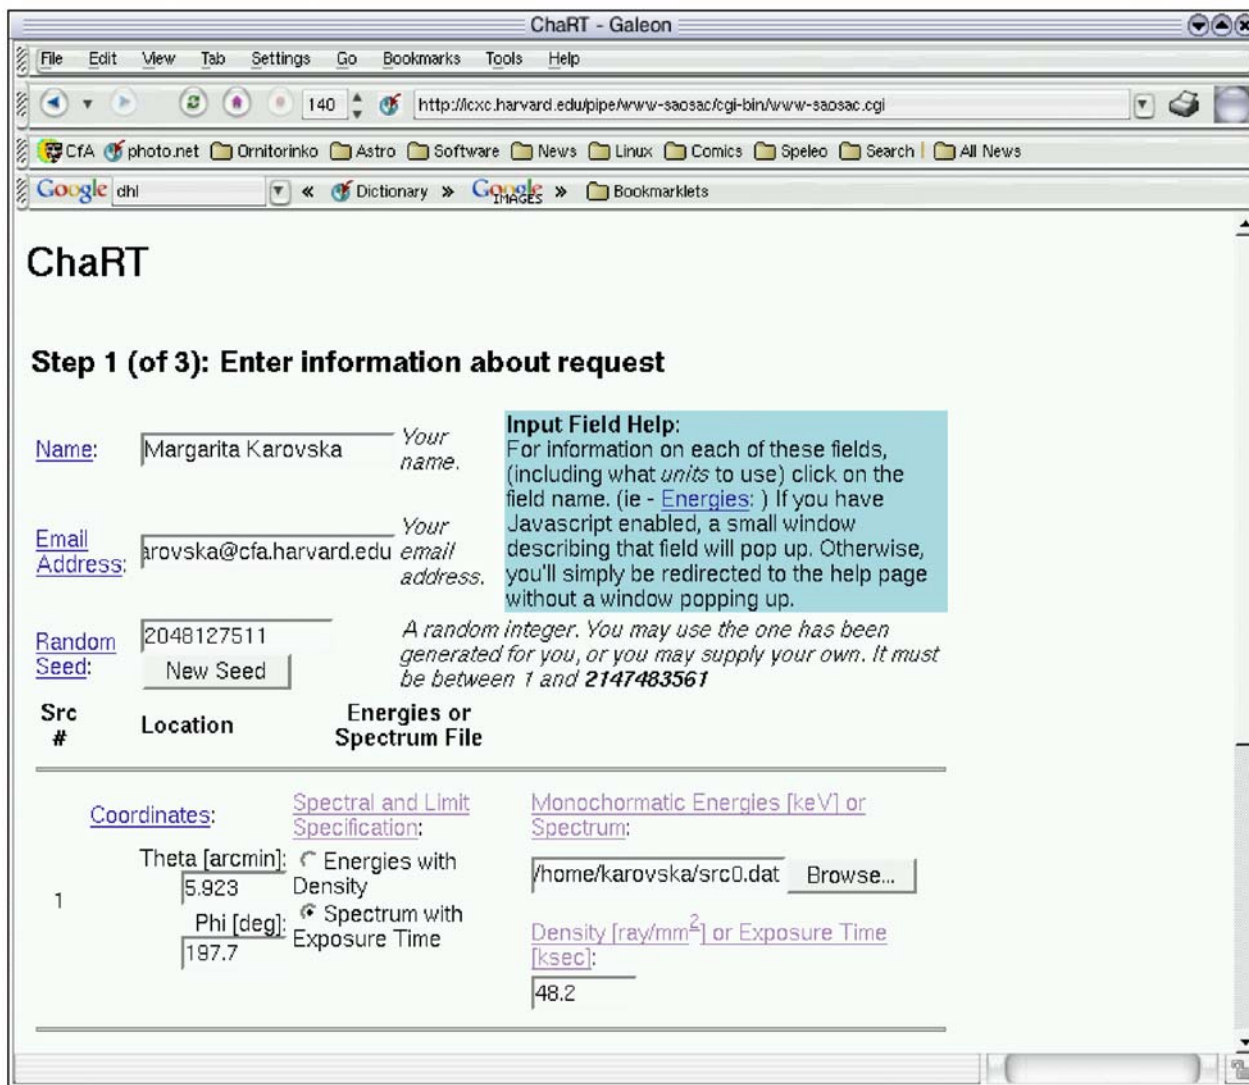 ChaRT - Galeon
File Edit View Tab Settings Go Bookmarks Tools Help
140 http://icxc.harvard.edu/pipe/www-saosac/cgi-bin/www-saosac.cgi
CfA photo.net Ornitorinko Astro Software News Linux Comics Speleo Search All News
Google dhl « Dictionary » Google IMAGES » Bookmarklets
ChaRT
Step 1 (of 3): Enter information about request
Name:
Margarita Karovska
Your
name.
Email
Address:
arovska@cfa.harvard.edu
Your
email
address.
Input Field Help:
For information on each of these fields,
(including what units to use) click on the
field name. (ie - Energies: ) If you have
Javascript enabled, a small window
describing that field will pop up. Otherwise,
you'll simply be redirected to the help page
without a window popping up.
Random
Seed:
2048127511
New Seed
A random integer. You may use the one has been
generated for you, or you may supply your own. It must
be between 1 and 2147483561
Src
#
Location
Energies or
Spectrum File
1
Coordinates:
Theta [arcmin]:
5.923
Phi [deg]:
197.7
Spectral and Limit
Specification:
Energies with
Density
Spectrum with
Exposure Time
Monochormatic Energies [keV] or
Spectrum:
/home/karovska/src0.dat Browse...
Density [ray/mm²] or Exposure Time
[ksec]:
48.2